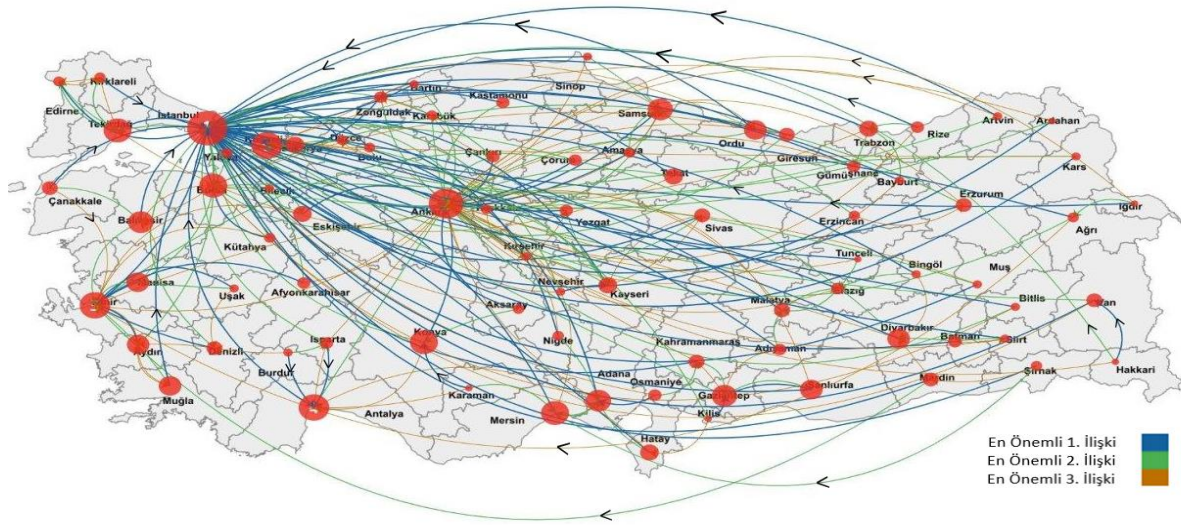 Kırklareli
Edirne
İstanbul
Bartın
Zonguldak
Kastamonu
Karabük
Sinop
Samsun
Ordu
Giresun
Trabzon
Rize
Artvin
Ardahan
Kars
Iğdır
Ağrı
Çanakkale
Balıkesir
Bursa
Bilecik
Eskişehir
Kütahya
Bolu
Çankırı
Çorum
Amasya
Tokat
Yozgat
Sivas
Gümüşhane
Bayburt
Erzurum
Erzincan
Tunceli
Bingöl
Muş
Bitlis
Van
Manisa
Uşak
Afyonkarahisar
Kırşehir
Nevşehir
Kayseri
Aksaray
Malatya
Elazığ
Diyarbakır
Batman
Siirt
Şırnak
Hakkari
Aydın
Denizli
Isparta
Burdur
Konya
Niğde
Kahramanmaraş
Adıyaman
Muğla
Antalya
Karaman
Mersin
Adana
Osmaniye
Gaziantep
Şanlıurfa
Mardin
Kilis
Hatay
En Önemli 1. İlişki
En Önemli 2. İlişki
En Önemli 3. İlişki